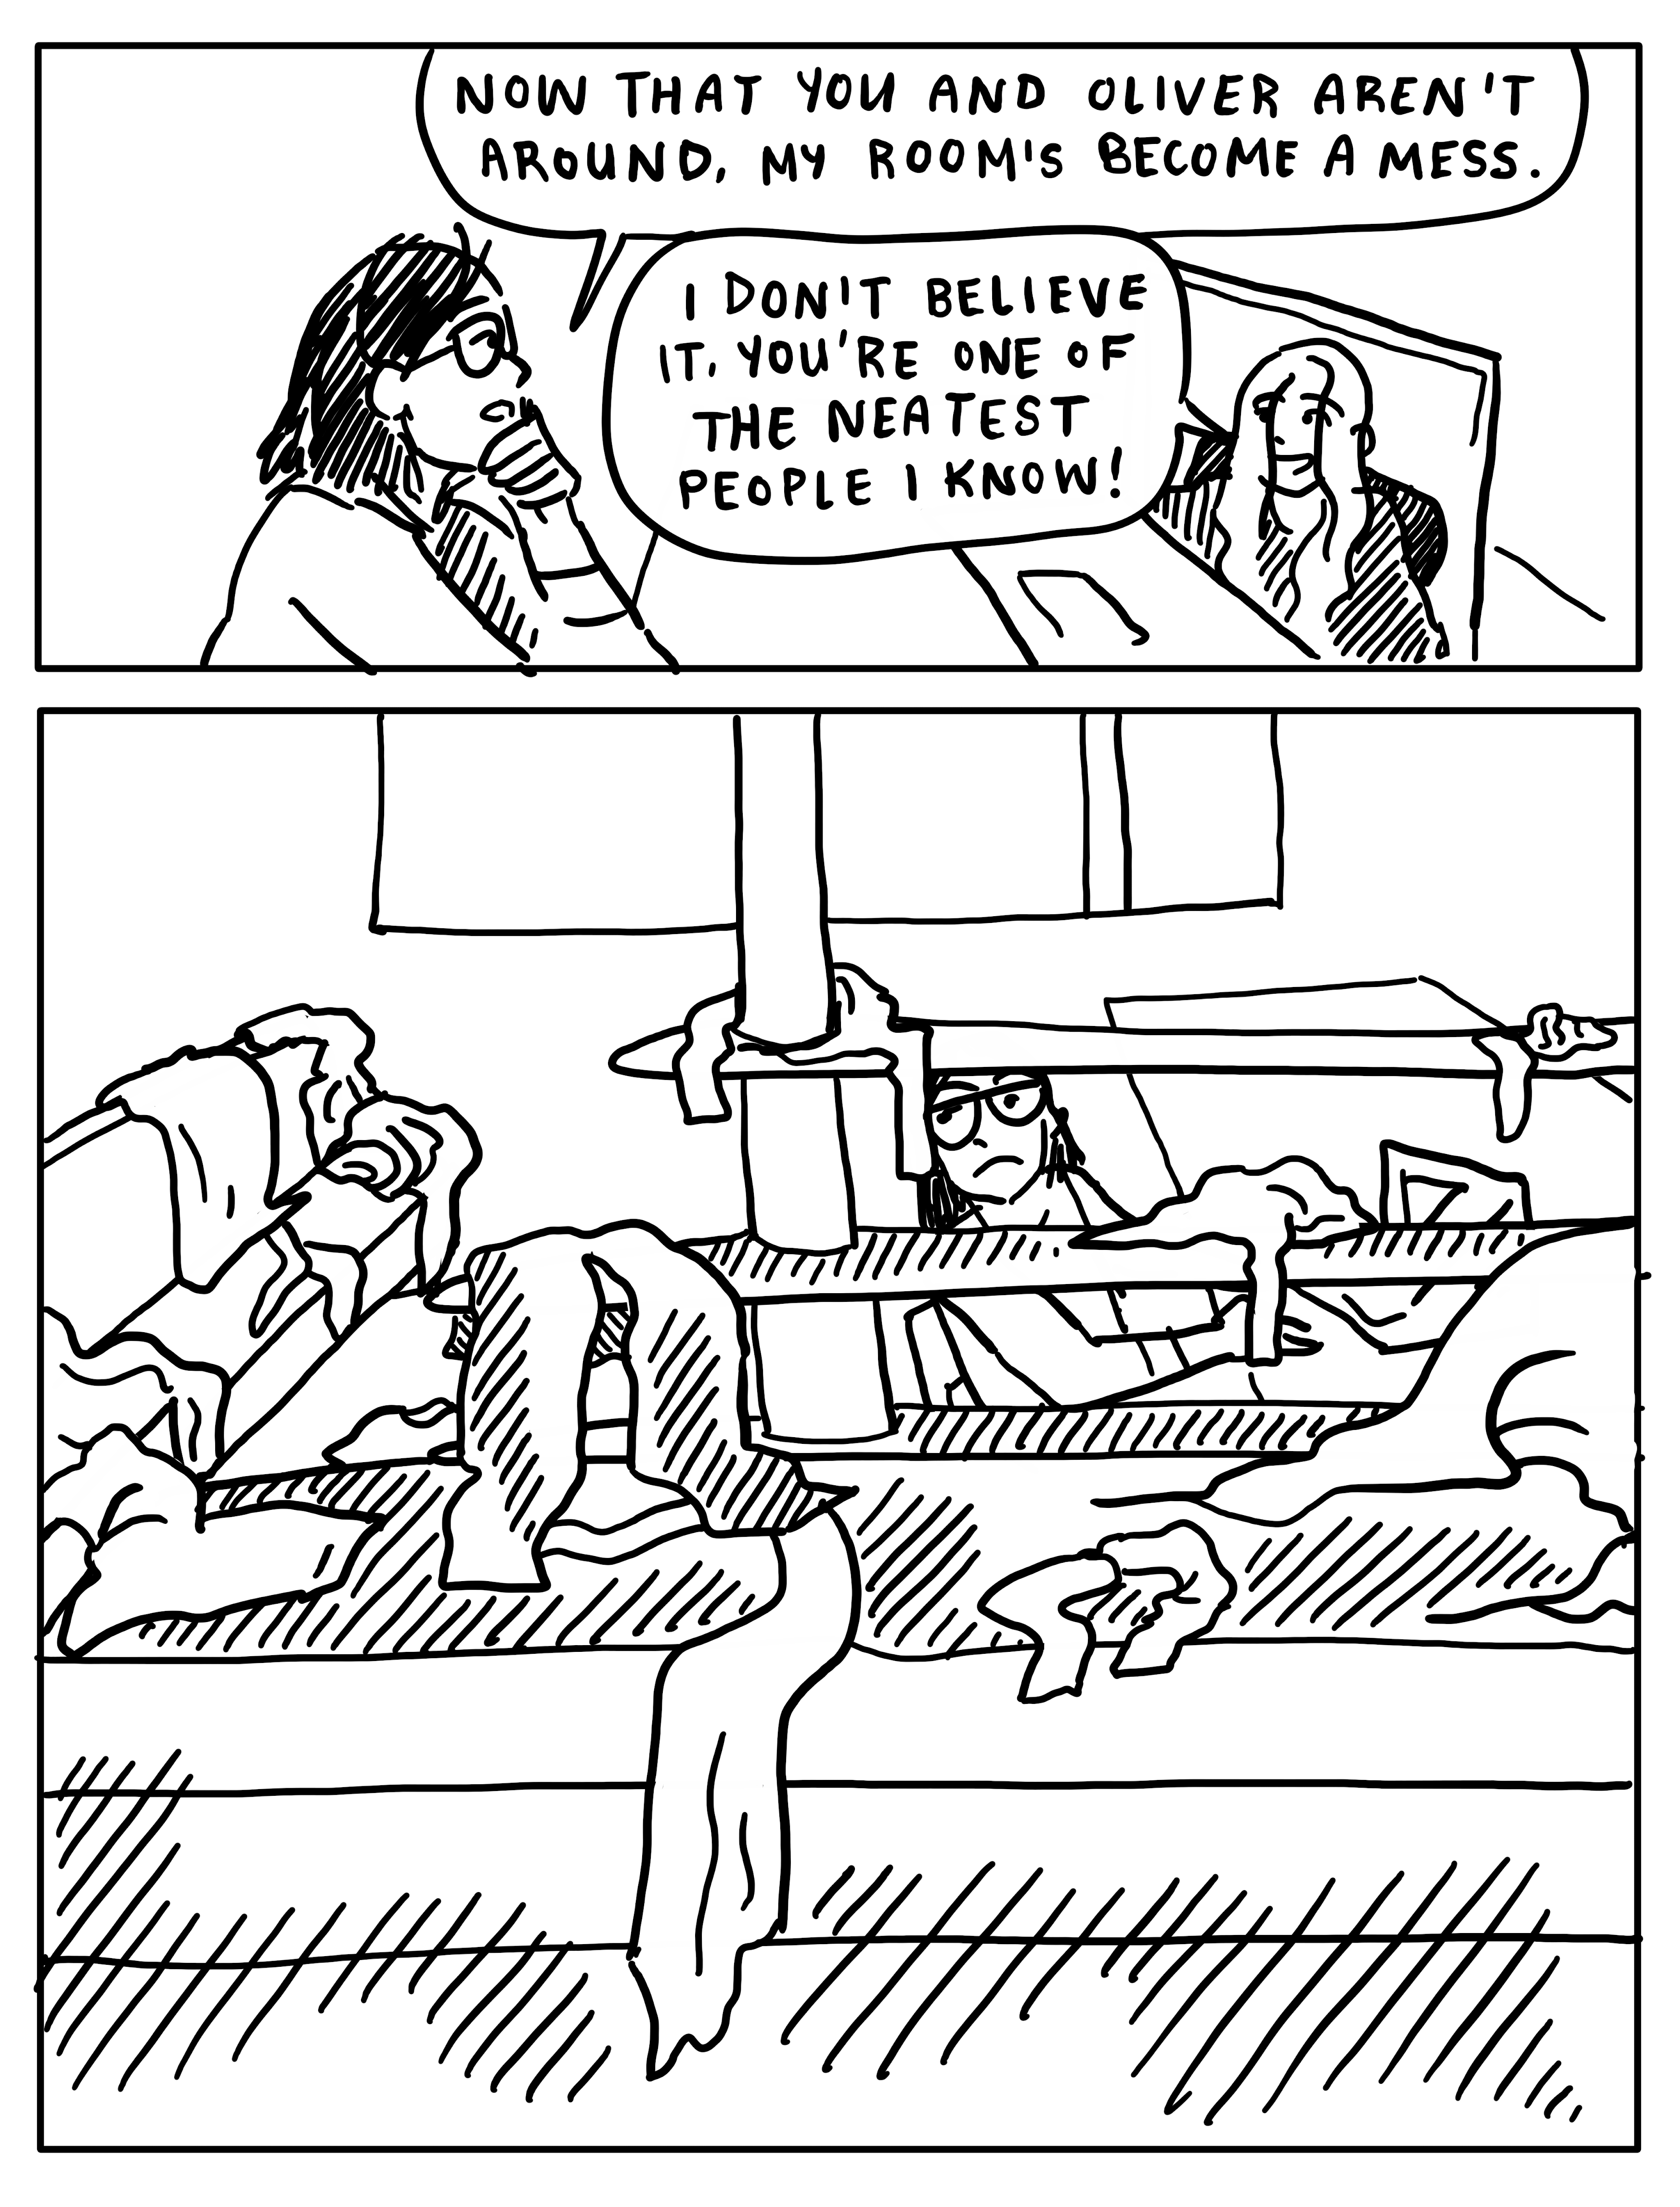 NOW THAT YOU AND OLIVER AREN'T
AROUND, MY ROOM'S BECOME A MESS.
I DON'T BELIEVE
IT, YOU'RE ONE OF
THE NEATEST
PEOPLE I KNOW!